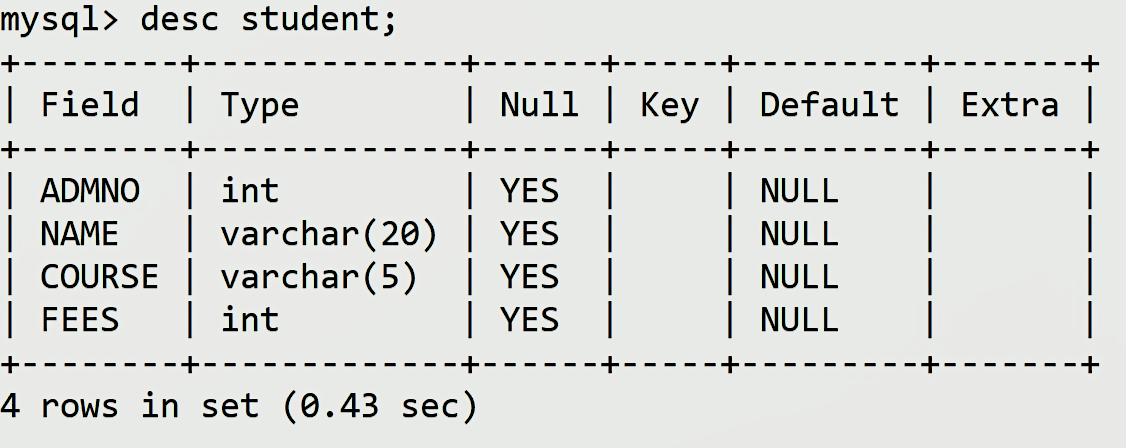 mysql> desc student;
+--------+-------------+------+-----+---------+-------+
| Field  | Type        | Null | Key | Default | Extra |
+--------+-------------+------+-----+---------+-------+
| ADMNO  | int         | YES  |     | NULL    |       |
| NAME   | varchar(20) | YES  |     | NULL    |       |
| COURSE | varchar(5)  | YES  |     | NULL    |       |
| FEES   | int         | YES  |     | NULL    |       |
+--------+-------------+------+-----+---------+-------+
4 rows in set (0.43 sec)